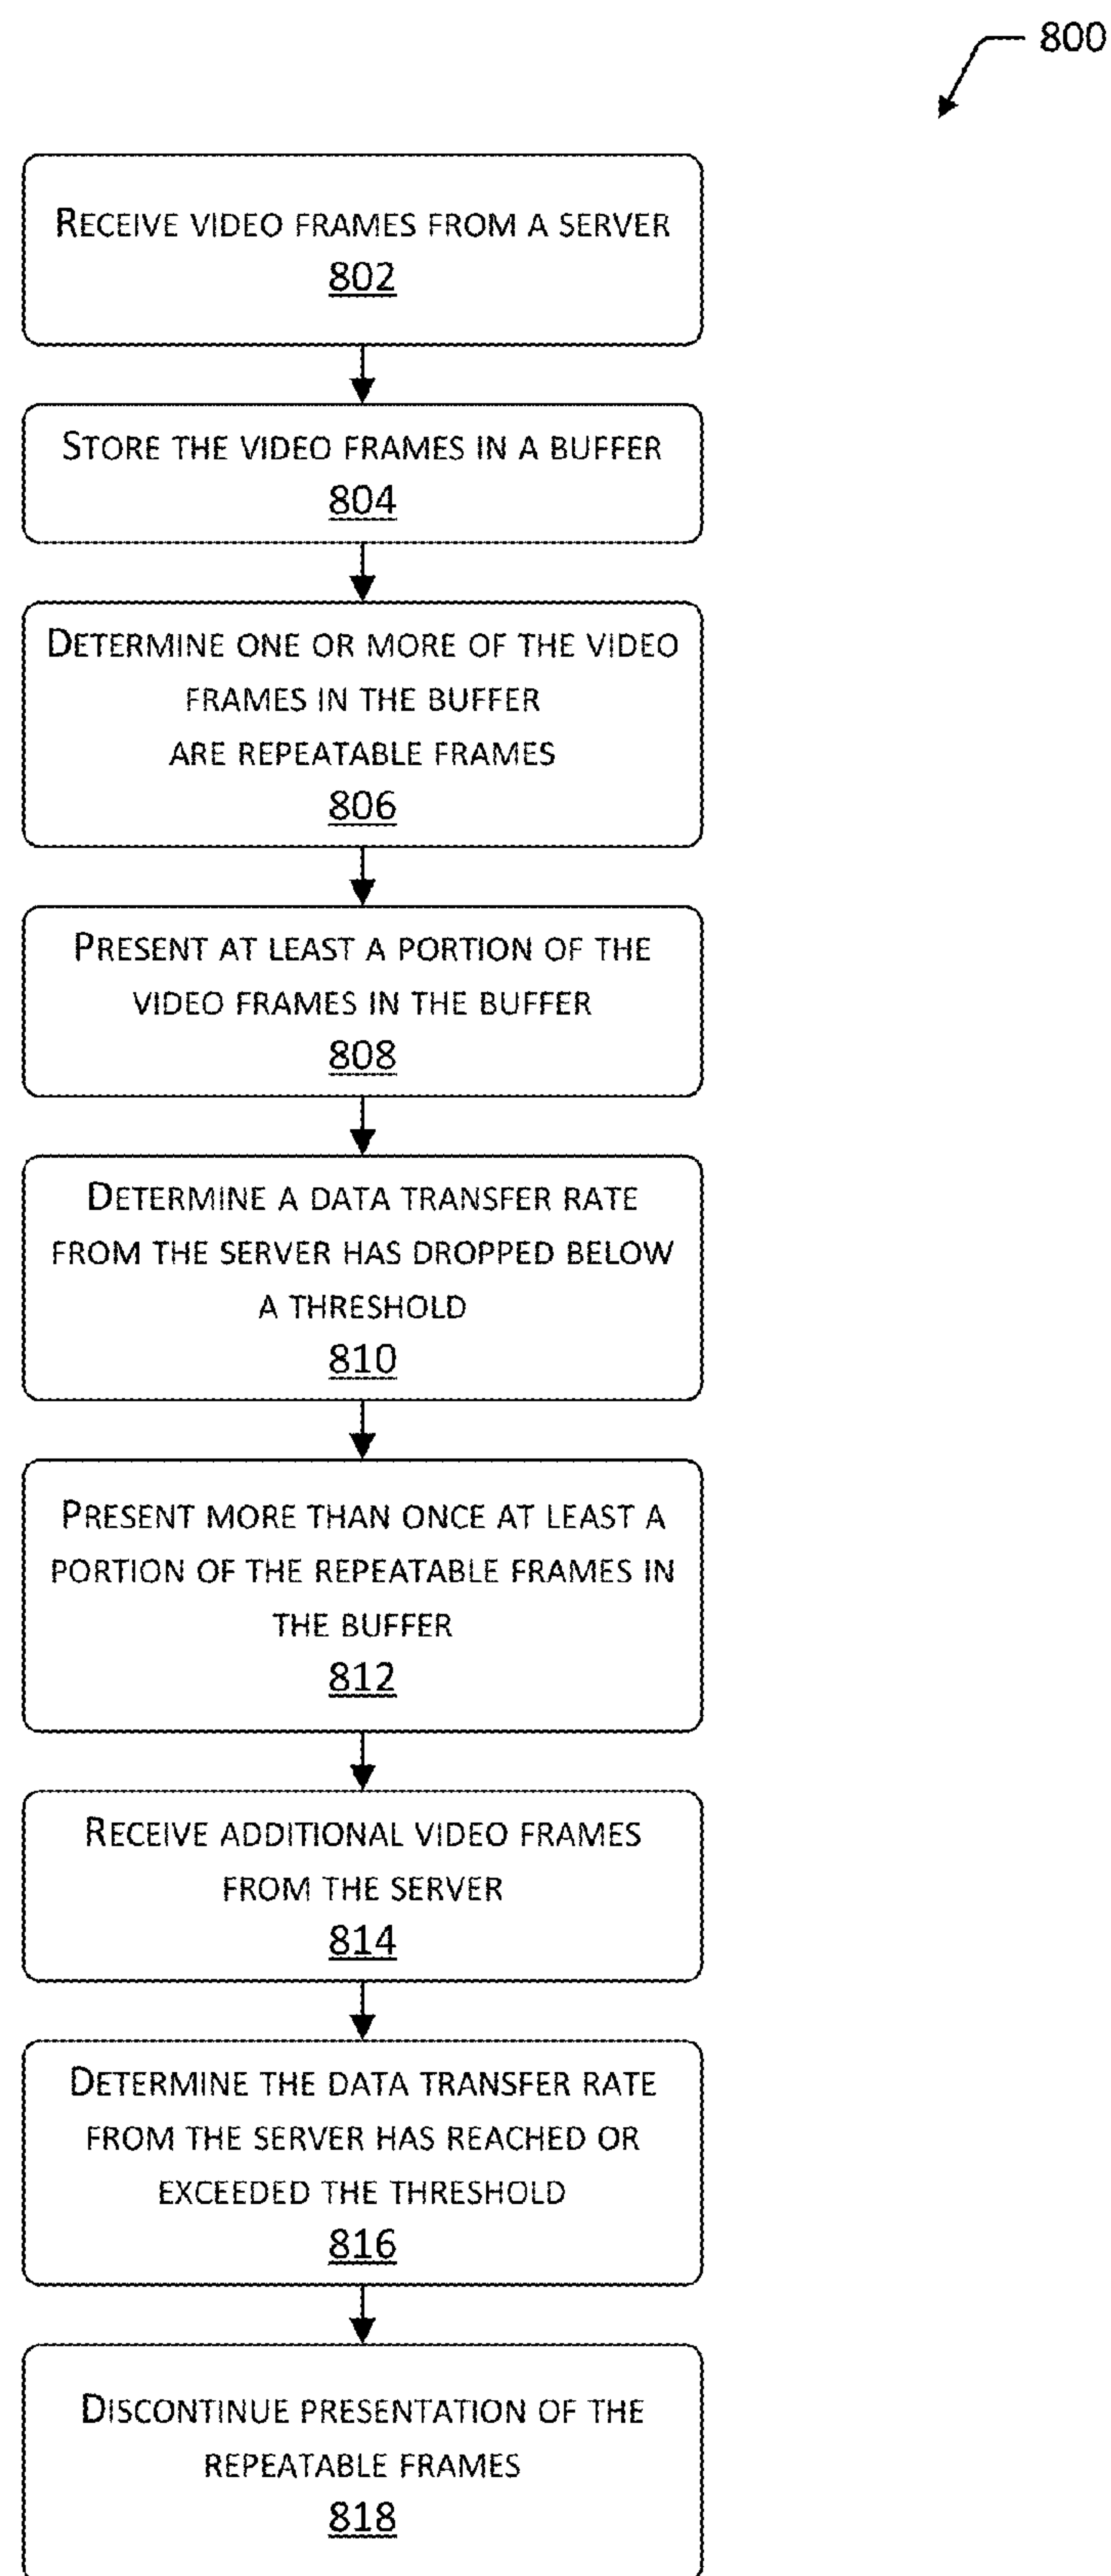 800
RECEIVE VIDEO FRAMES FROM A SERVER
802
STORE THE VIDEO FRAMES IN A BUFFER
804
DETERMINE ONE OR MORE OF THE VIDEO
FRAMES IN THE BUFFER
ARE REPEATABLE FRAMES
806
PRESENT AT LEAST A PORTION OF THE
VIDEO FRAMES IN THE BUFFER
808
DETERMINE A DATA TRANSFER RATE
FROM THE SERVER HAS DROPPED BELOW
A THRESHOLD
810
PRESENT MORE THAN ONCE AT LEAST A
PORTION OF THE REPEATABLE FRAMES IN
THE BUFFER
812
RECEIVE ADDITIONAL VIDEO FRAMES
FROM THE SERVER
814
DETERMINE THE DATA TRANSFER RATE
FROM THE SERVER HAS REACHED OR
EXCEEDED THE THRESHOLD
816
DISCONTINUE PRESENTATION OF THE
REPEATABLE FRAMES
818